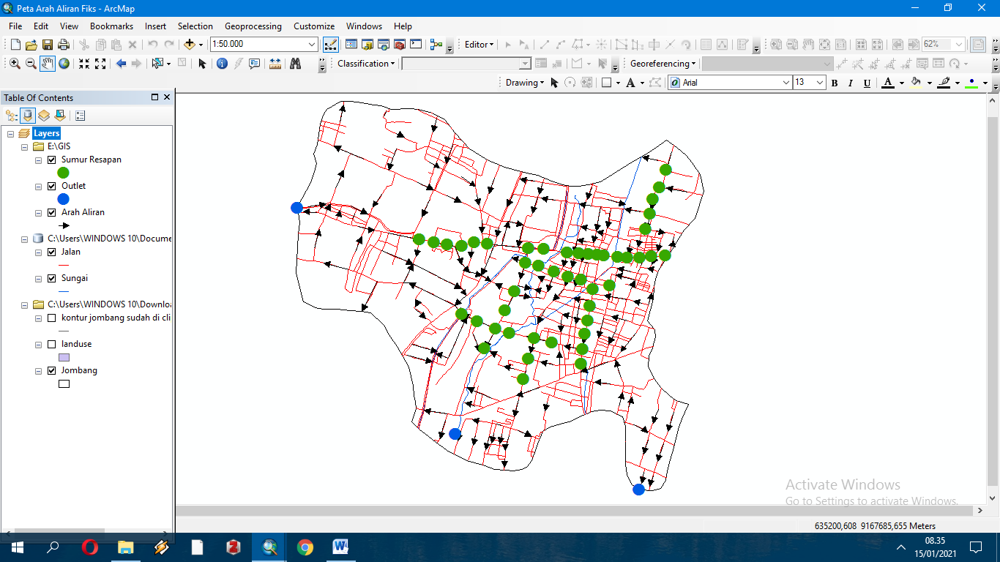 Peta Arah Aliran Fiks - ArcMap
File Edit View Bookmarks Insert Selection Geoprocessing Customize Windows Help
1:50.000 Editor 62%
Classification Georeferencing
Drawing Arial 13 B I U A
Table Of Contents
Layers
E:\GIS
Sumur Resapan
Outlet
Arah Aliran
C:\Users\WINDOWS 10\Docume
Jalan
Sungai
C:\Users\WINDOWS 10\Downlo
kontur jombang sudah di cli
landuse
Jombang
Activate Windows
Go to Settings to activate Windows.
635200,608 9167685,655 Meters
08.35
15/01/2021